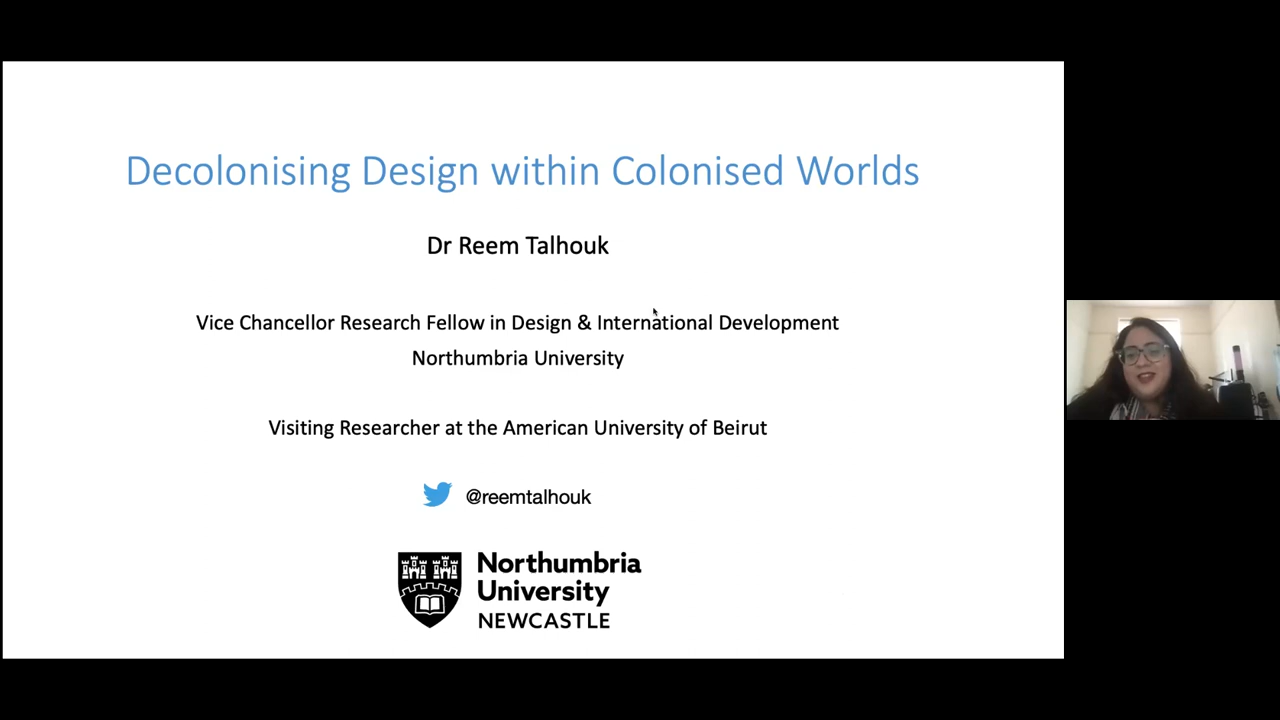 Decolonising Design within Colonised Worlds
Dr Reem Talhouk
Vice Chancellor Research Fellow in Design & International Development
Northumbria University
Visiting Researcher at the American University of Beirut
@reemtalhouk
Northumbria
University
NEWCASTLE